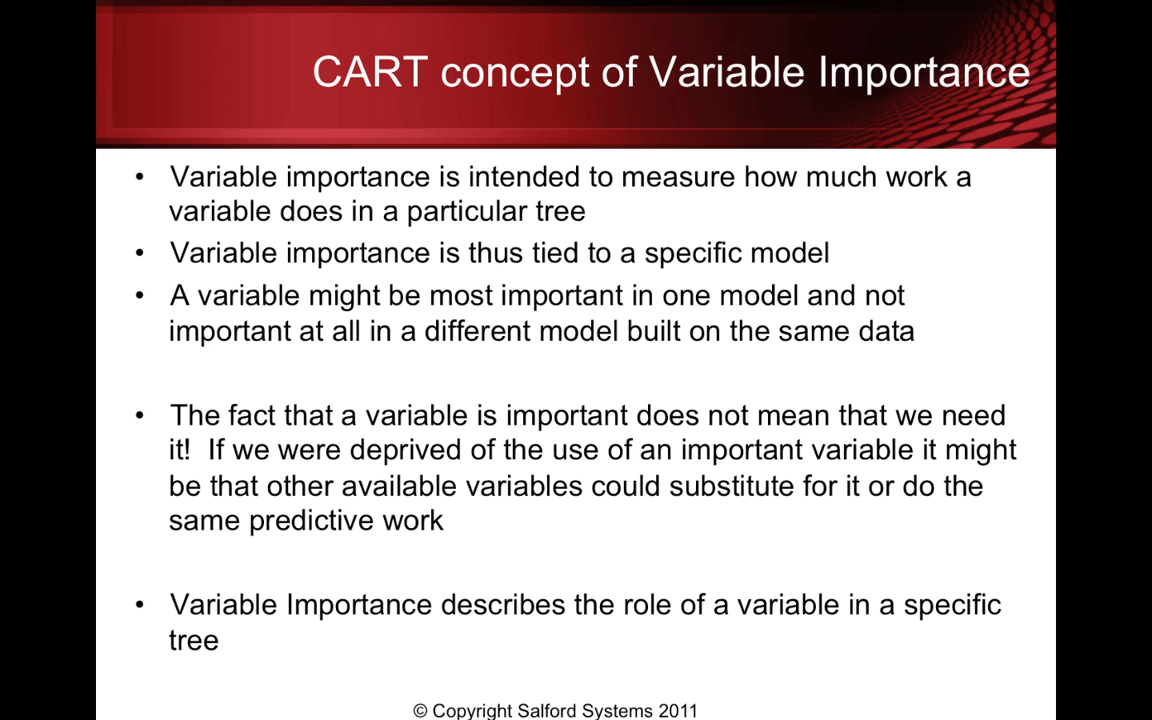 CART concept of Variable Importance
• Variable importance is intended to measure how much work a
variable does in a particular tree
• Variable importance is thus tied to a specific model
• A variable might be most important in one model and not
important at all in a different model built on the same data
• The fact that a variable is important does not mean that we need
it!  If we were deprived of the use of an important variable it might
be that other available variables could substitute for it or do the
same predictive work
• Variable Importance describes the role of a variable in a specific
tree
© Copyright Salford Systems 2011